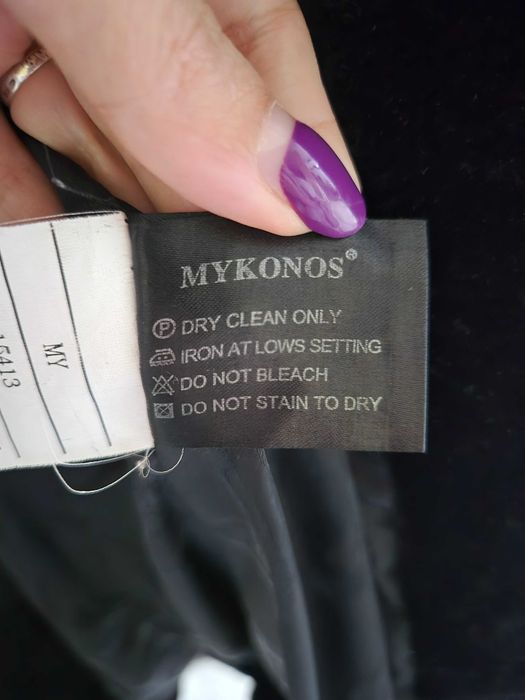 MYKONOS®
P DRY CLEAN ONLY
IRON AT LOWS SETTING
DO NOT BLEACH
DO NOT STAIN TO DRY
MY
15413